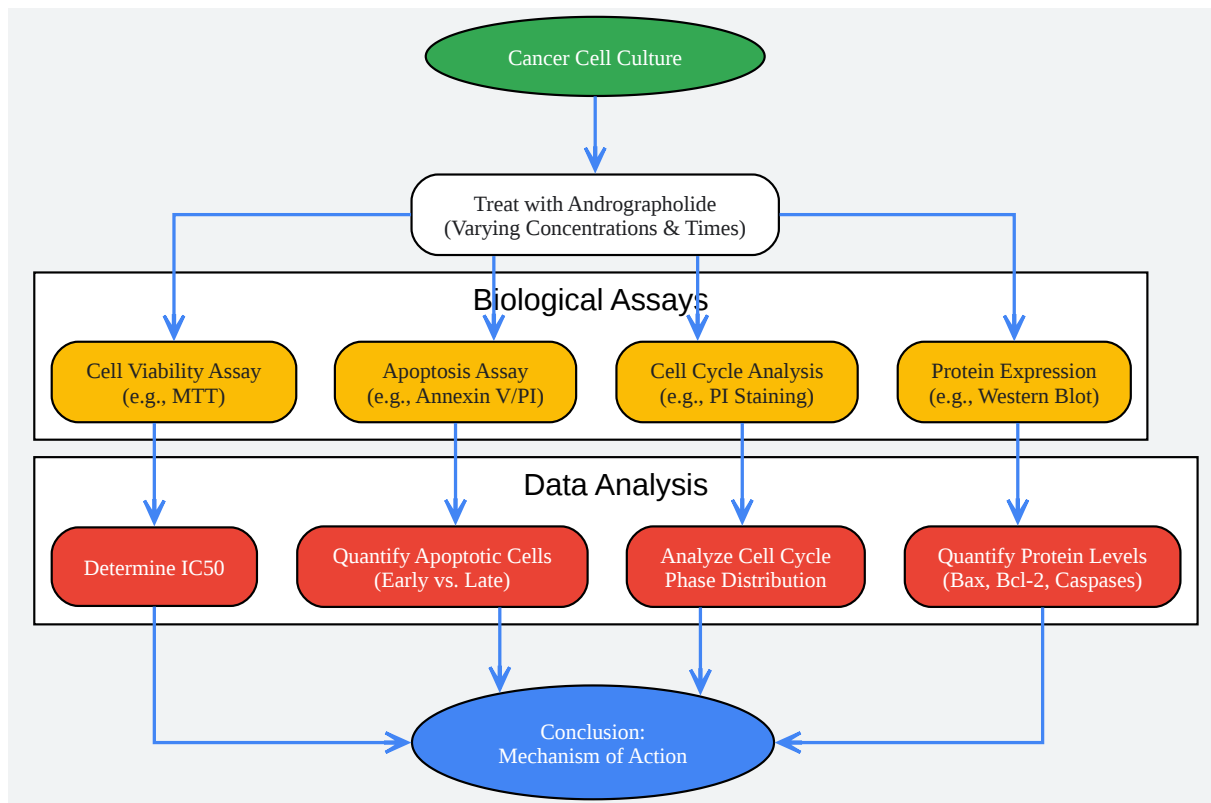 Cancer Cell Culture
Treat with Andrographolide
(Varying Concentrations & Times)
Biological Assays
Cell Viability Assay
(e.g., MTT)
Apoptosis Assay
(e.g., Annexin V/PI)
Cell Cycle Analysis
(e.g., PI Staining)
Protein Expression
(e.g., Western Blot)
Data Analysis
Determine IC50
Quantify Apoptotic Cells
(Early vs. Late)
Analyze Cell Cycle
Phase Distribution
Quantify Protein Levels
(Bax, Bcl-2, Caspases)
Conclusion:
Mechanism of Action